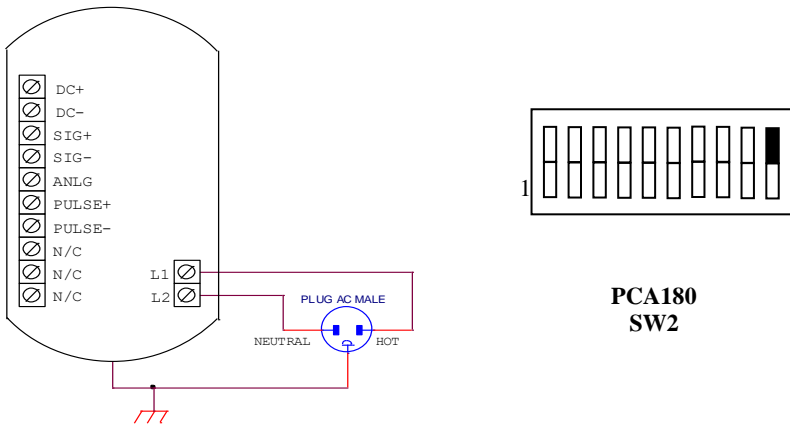 DC+
DC-
SIG+
SIG-
ANLG
PULSE+
PULSE-
N/C
N/C
N/C
L1
L2
PLUG AC MALE
NEUTRAL
HOT
1
PCA180
SW2